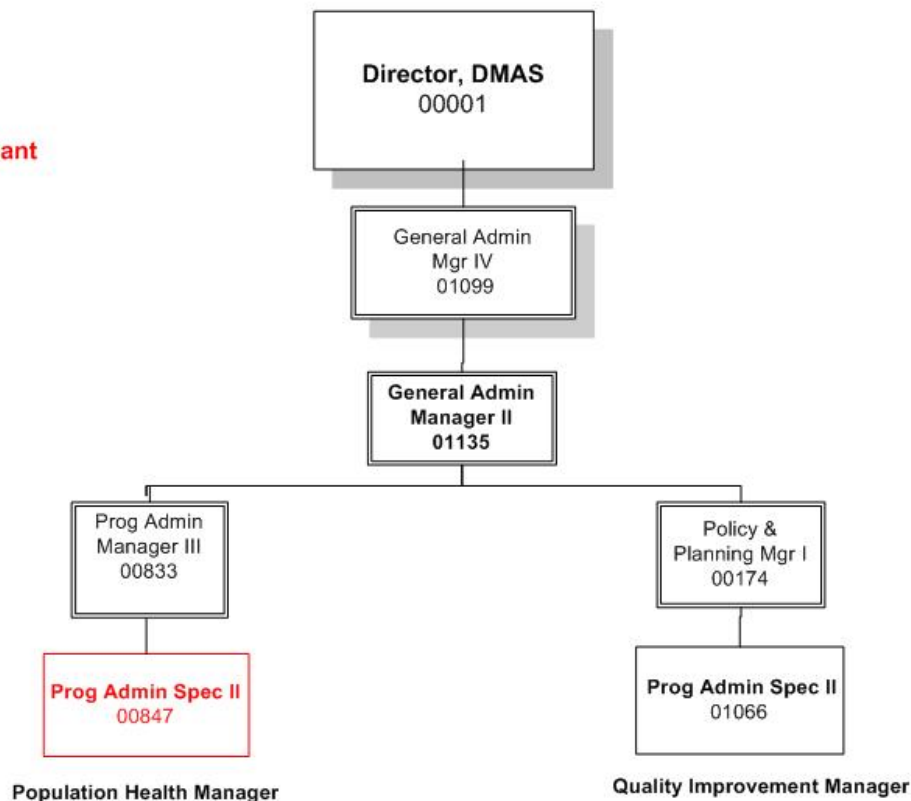 Director, DMAS
00001
ant
General Admin
Mgr IV
01099
General Admin
Manager II
01135
Prog Admin
Manager III
00833
Policy &
Planning Mgr I
00174
Prog Admin Spec II
00847
Prog Admin Spec II
01066
Population Health Manager
Quality Improvement Manager